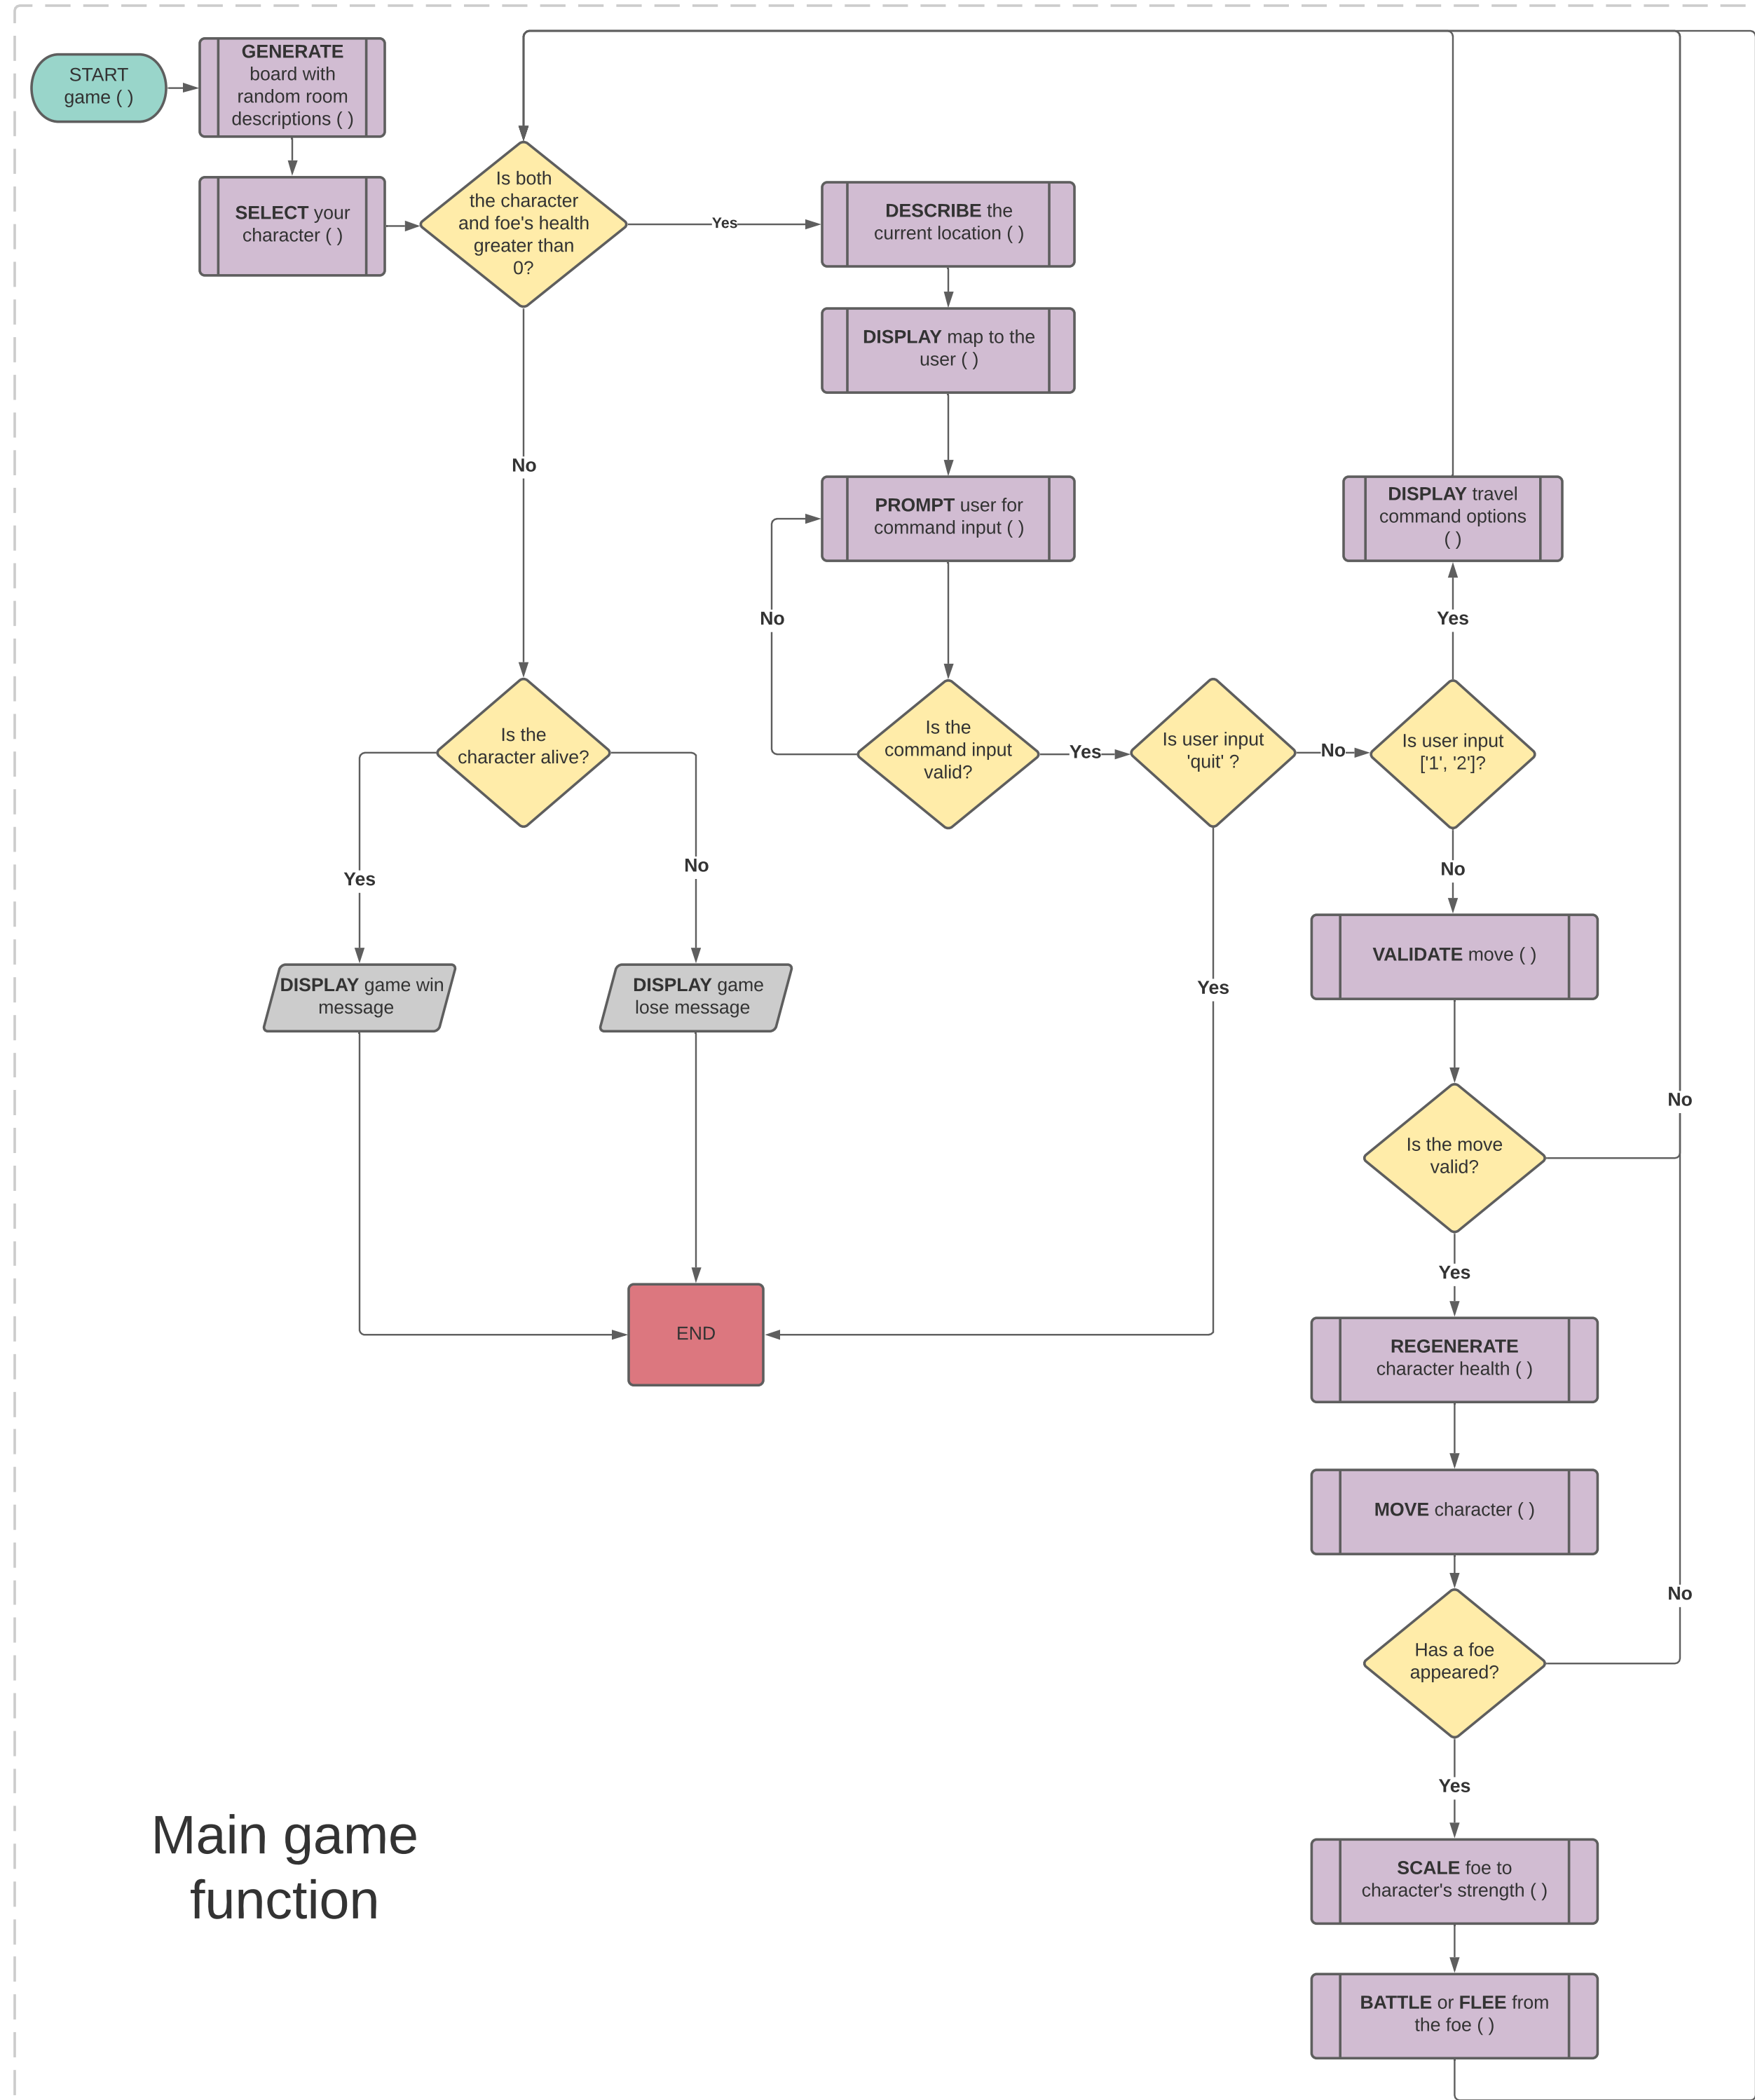 START
game ( )
GENERATE
board with
random room
descriptions ( )
SELECT your
character ( )
Is both
the character
and foe's health
greater than
0?
Yes
DESCRIBE the
current location ( )
DISPLAY map to the
user ( )
No
PROMPT user for
command input ( )
DISPLAY travel
command options
( )
No
Yes
Is the
character alive?
Is the
command input
valid?
Yes
Is user input
'quit' ?
No
Is user input
['1', '2']?
Yes
No
No
DISPLAY game win
message
DISPLAY game
lose message
Yes
VALIDATE move ( )
No
Is the move
valid?
Yes
END
REGENERATE
character health ( )
MOVE character ( )
No
Has a foe
appeared?
Yes
Main game
function
SCALE foe to
character's strength ( )
BATTLE or FLEE from
the foe ( )